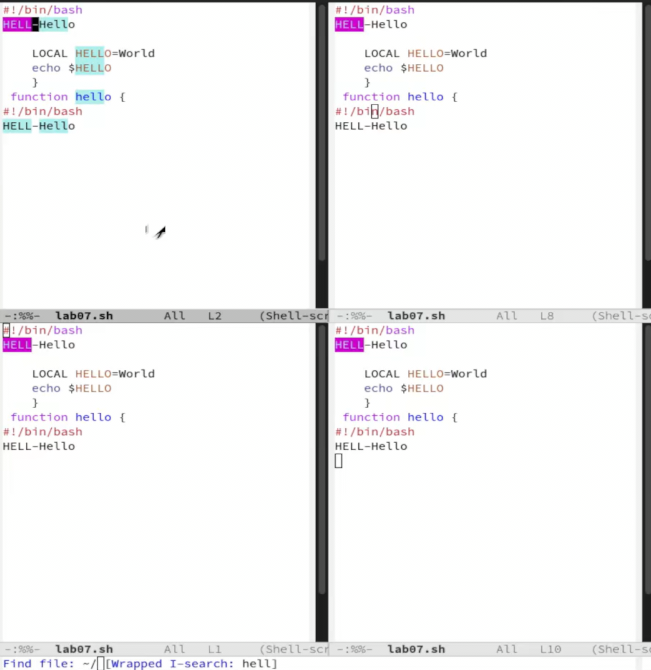 #!/bin/bash
HELL-Hello
LOCAL HELLO=World
echo $HELLO
}
function hello {
#!/bin/bash
HELL-Hello
-:%%- lab07.sh All L2 (Shell-scr
#!/bin/bash
HELL-Hello
LOCAL HELLO=World
echo $HELLO
}
function hello {
#!/bin/bash
HELL-Hello
-:%%- lab07.sh All L8 (Shell-sc
#!/bin/bash
HELL-Hello
LOCAL HELLO=World
echo $HELLO
}
function hello {
#!/bin/bash
HELL-Hello
-:%%- lab07.sh All L1 (Shell-scr
#!/bin/bash
HELL-Hello
LOCAL HELLO=World
echo $HELLO
}
function hello {
#!/bin/bash
HELL-Hello
-:%%- lab07.sh All L10 (Shell-sc
Find file: ~/[Wrapped I-search: hell]